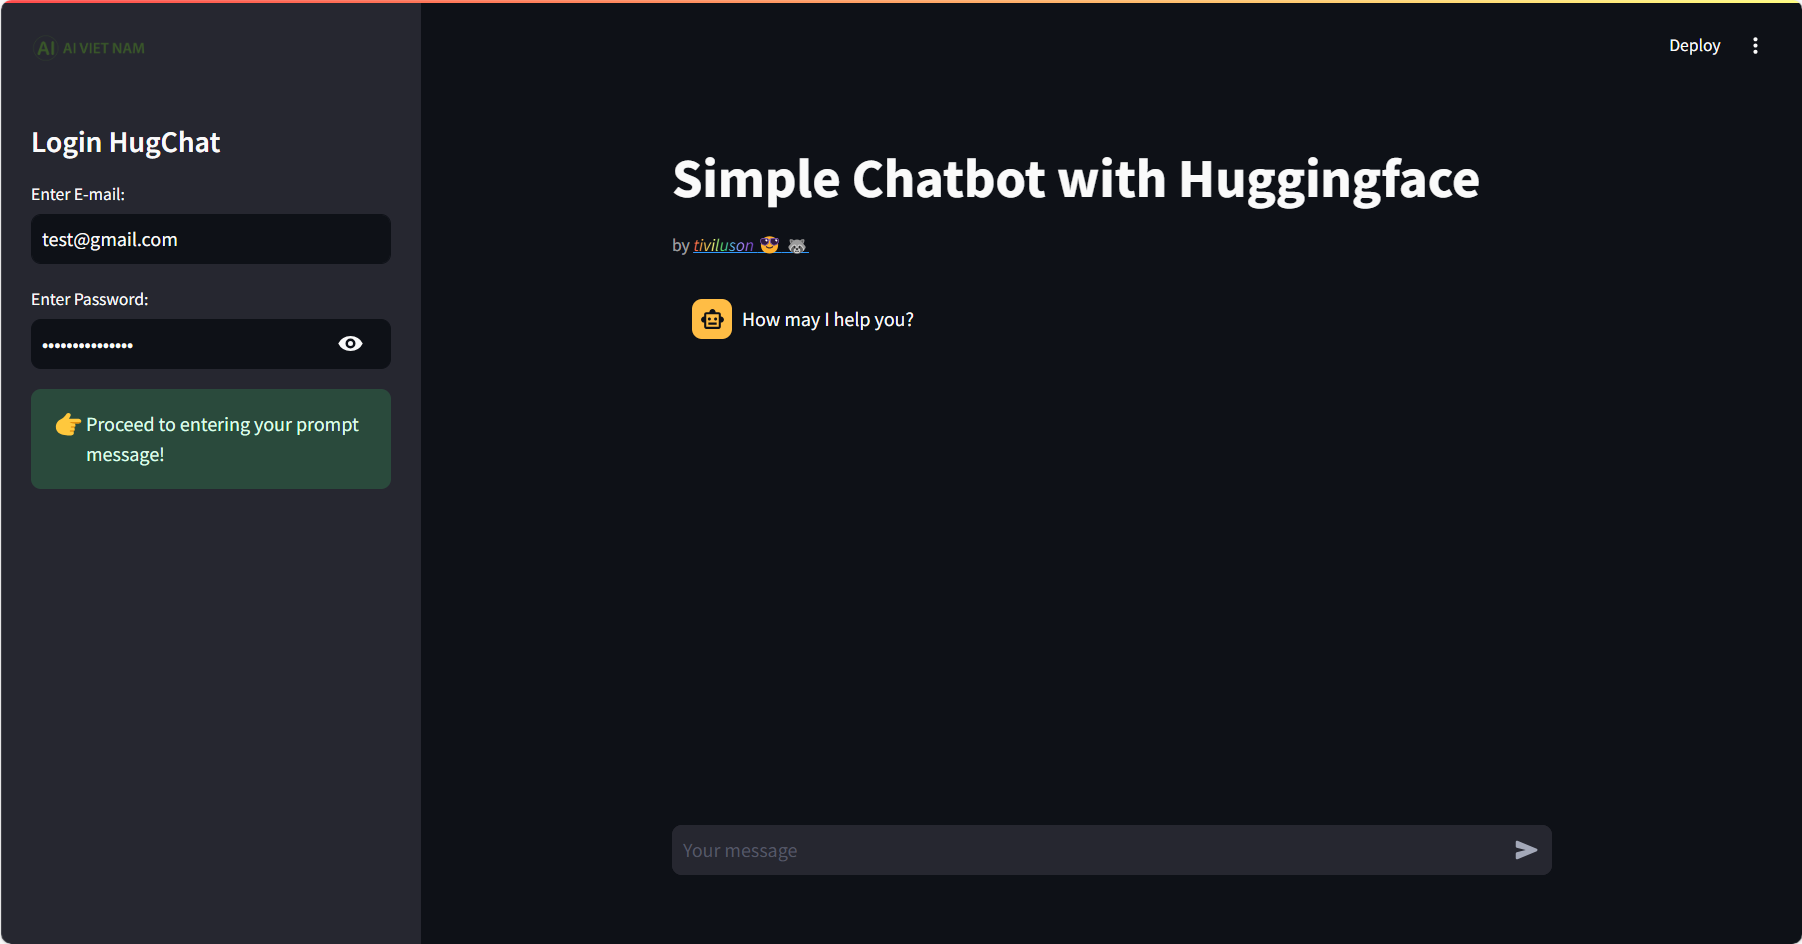 AI AI VIET NAM
Login HugChat
Enter E-mail:
test@gmail.com
Enter Password:
•••••••••••••••
👉 Proceed to entering your prompt
message!
Deploy
Simple Chatbot with Huggingface
by tiviluson 😎 🦝
How may I help you?
Your message